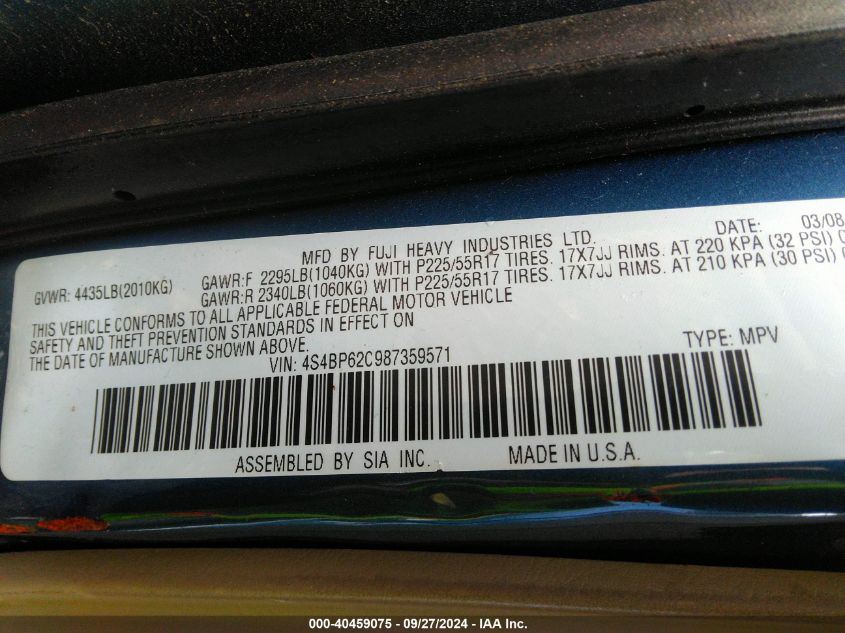 MFD BY FUJI HEAVY INDUSTRIES LTD. DATE: 03/08
GVWR: 4435LB(2010KG) GAWR:F 2295LB(1040KG) WITH P225/55R17 TIRES. 17X7JJ RIMS. AT 220 KPA (32 PSI)
GAWR:R 2340LB(1060KG) WITH P225/55R17 TIRES. 17X7JJ RIMS. AT 210 KPA (30 PSI)
THIS VEHICLE CONFORMS TO ALL APPLICABLE FEDERAL MOTOR VEHICLE
SAFETY AND THEFT PREVENTION STANDARDS IN EFFECT ON
THE DATE OF MANUFACTURE SHOWN ABOVE.
VIN: 4S4BP62C987359571 TYPE: MPV
ASSEMBLED BY SIA INC. MADE IN U.S.A.
000-40459075 - 09/27/2024 - IAA Inc.